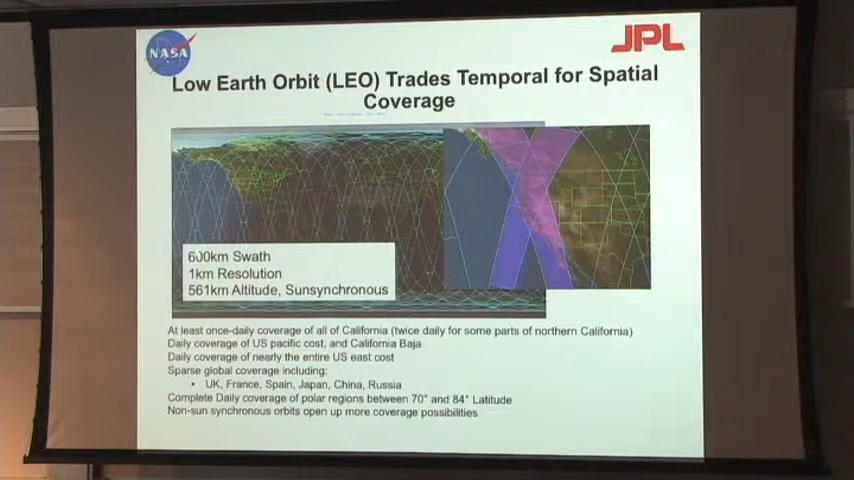 NASA
JPL
Low Earth Orbit (LEO) Trades Temporal for Spatial
Coverage
600km Swath
1km Resolution
561km Altitude, Sunsynchronous
At least once-daily coverage of all of California (twice daily for some parts of northern California)
Daily coverage of US pacific cost, and California Baja
Daily coverage of nearly the entire US east cost
Sparse global coverage including:
• UK, France, Spain, Japan, China, Russia
Complete Daily coverage of polar regions between 70° and 84° Latitude
Non-sun synchronous orbits open up more coverage possibilities